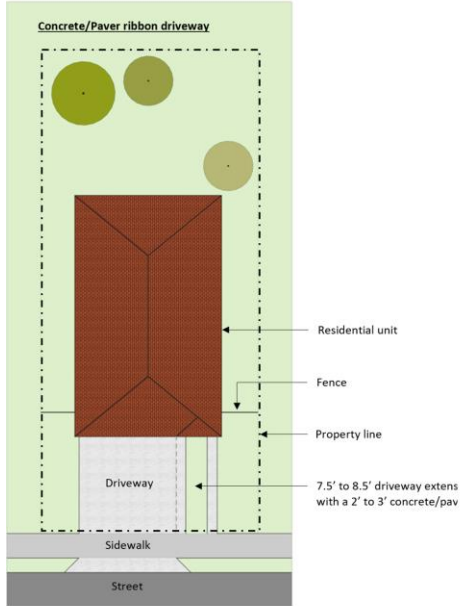 Concrete/Paver ribbon driveway
Residential unit
Fence
Property line
7.5’ to 8.5’ driveway extens
with a 2’ to 3’ concrete/pav
Driveway
Sidewalk
Street